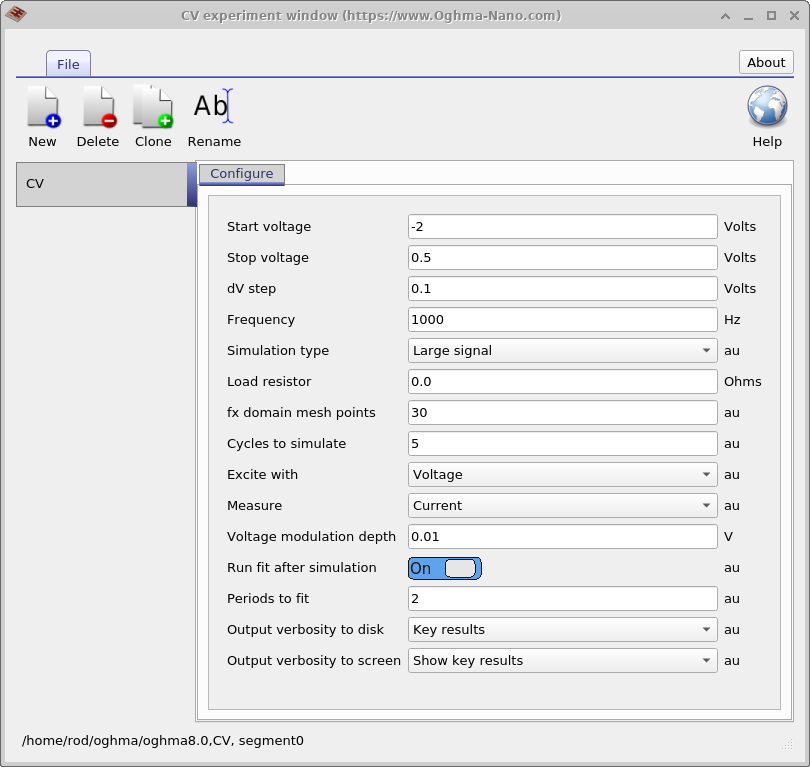 CV experiment window (https://www.Oghma-Nano.com)
File
About
New
Delete
Clone
Ab
Rename
Help
CV
Configure
Start voltage -2 Volts
Stop voltage 0.5 Volts
dV step 0.1 Volts
Frequency 1000 Hz
Simulation type Large signal au
Load resistor 0.0 Ohms
fx domain mesh points 30 au
Cycles to simulate 5 au
Excite with Voltage au
Measure Current au
Voltage modulation depth 0.01 V
Run fit after simulation On au
Periods to fit 2 au
Output verbosity to disk Key results au
Output verbosity to screen Show key results au
/home/rod/oghma/oghma8.0,CV, segment0